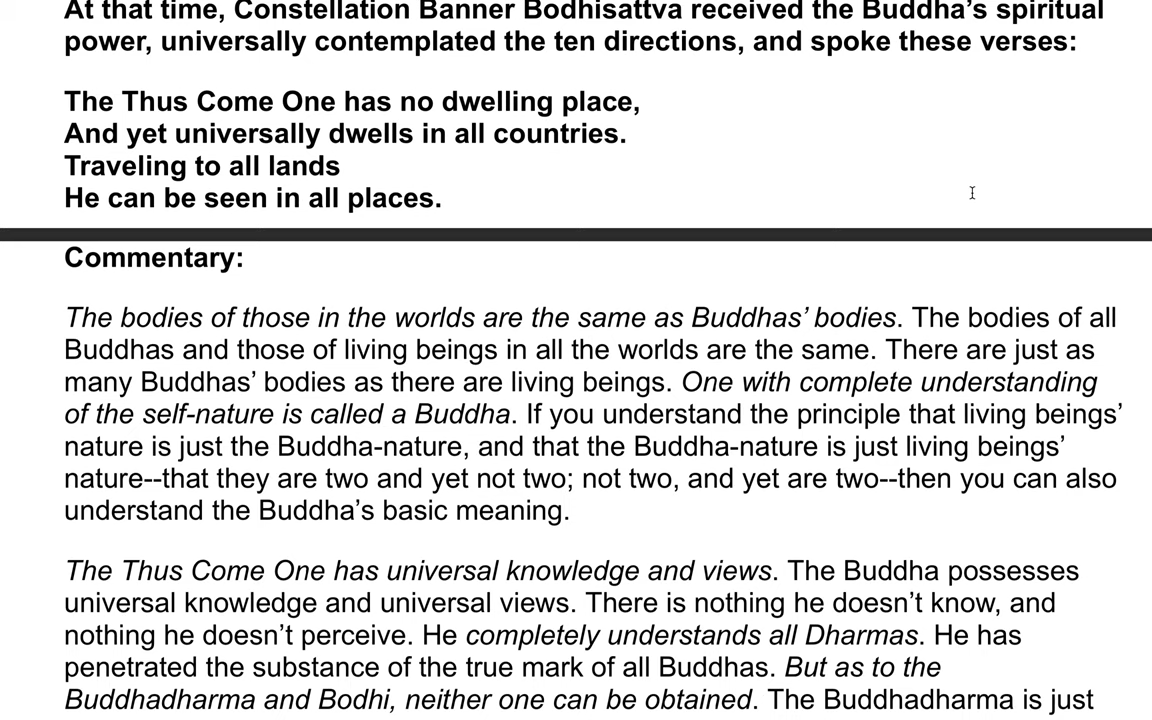 At that time, Constellation Banner Bodhisattva received the Buddha’s spiritual
power, universally contemplated the ten directions, and spoke these verses:
The Thus Come One has no dwelling place,
And yet universally dwells in all countries.
Traveling to all lands
He can be seen in all places.
Commentary:
The bodies of those in the worlds are the same as Buddhas’ bodies. The bodies of all
Buddhas and those of living beings in all the worlds are the same. There are just as
many Buddhas’ bodies as there are living beings. One with complete understanding
of the self-nature is called a Buddha. If you understand the principle that living beings’
nature is just the Buddha-nature, and that the Buddha-nature is just living beings’
nature--that they are two and yet not two; not two, and yet are two--then you can also
understand the Buddha’s basic meaning.
The Thus Come One has universal knowledge and views. The Buddha possesses
universal knowledge and universal views. There is nothing he doesn’t know, and
nothing he doesn’t perceive. He completely understands all Dharmas. He has
penetrated the substance of the true mark of all Buddhas. But as to the
Buddhadharma and Bodhi, neither one can be obtained. The Buddhadharma is just